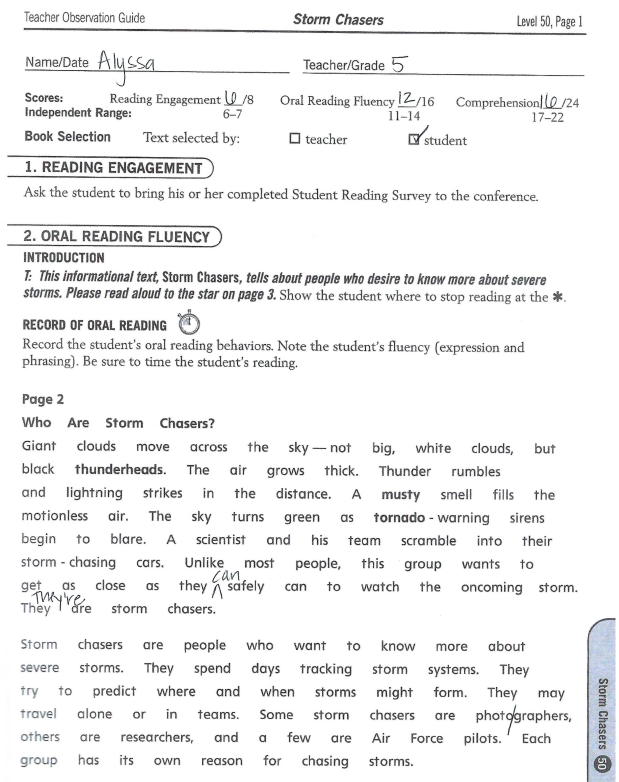 Teacher Observation Guide Storm Chasers Level 50, Page 1
Name/Date Alyssa Teacher/Grade 5
Scores: Reading Engagement 6/8 Oral Reading Fluency 12/16 Comprehension 16/24
Independent Range: 6–7 11–14 17–22
Book Selection Text selected by: ☐ teacher ☑ student
1. READING ENGAGEMENT
Ask the student to bring his or her completed Student Reading Survey to the conference.
2. ORAL READING FLUENCY
INTRODUCTION
T: This informational text, Storm Chasers, tells about people who desire to know more about severe
storms. Please read aloud to the star on page 3. Show the student where to stop reading at the ✱.
RECORD OF ORAL READING
Record the student's oral reading behaviors. Note the student's fluency (expression and
phrasing). Be sure to time the student's reading.
Page 2
Who Are Storm Chasers?
Giant clouds move across the sky — not big, white clouds, but
black thunderheads. The air grows thick. Thunder rumbles
and lightning strikes in the distance. A musty smell fills the
motionless air. The sky turns green as tornado - warning sirens
begin to blare. A scientist and his team scramble into their
storm - chasing cars. Unlike most people, this group wants to
can
get as close as they ^ safely can to watch the oncoming storm.
They're
They are storm chasers.
Storm chasers are people who want to know more about
severe storms. They spend days tracking storm systems. They
try to predict where and when storms might form. They may
travel alone or in teams. Some storm chasers are photographers,
others are researchers, and a few are Air Force pilots. Each
group has its own reason for chasing storms.
Storm Chasers 50